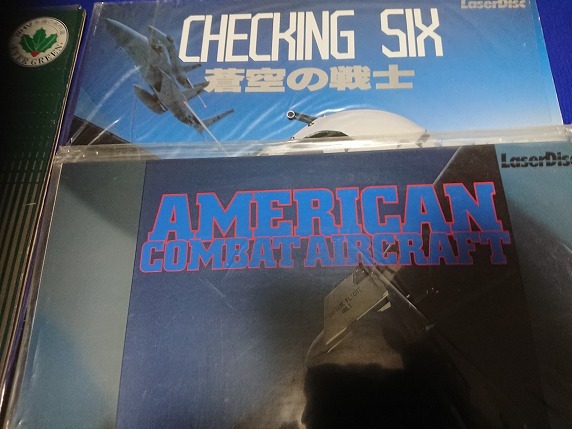 LaserDisc
CHECKING SIX
蒼空の戦士
LaserDisc
AMERICAN
COMBAT AIRCRAFT